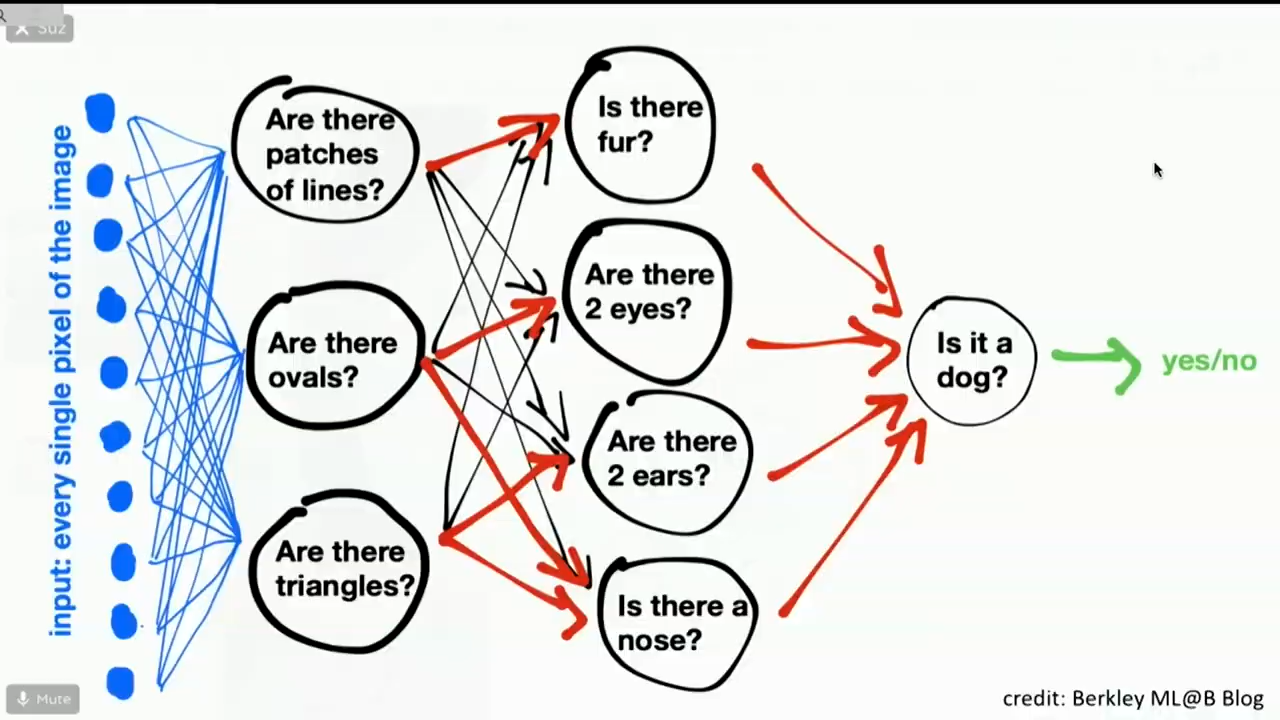 Suz
input: every single pixel of the image
Are there
patches
of lines?
Are there
ovals?
Are there
triangles?
Is there
fur?
Are there
2 eyes?
Are there
2 ears?
Is there a
nose?
Is it a
dog?
yes/no
Mute
credit: Berkley ML@B Blog